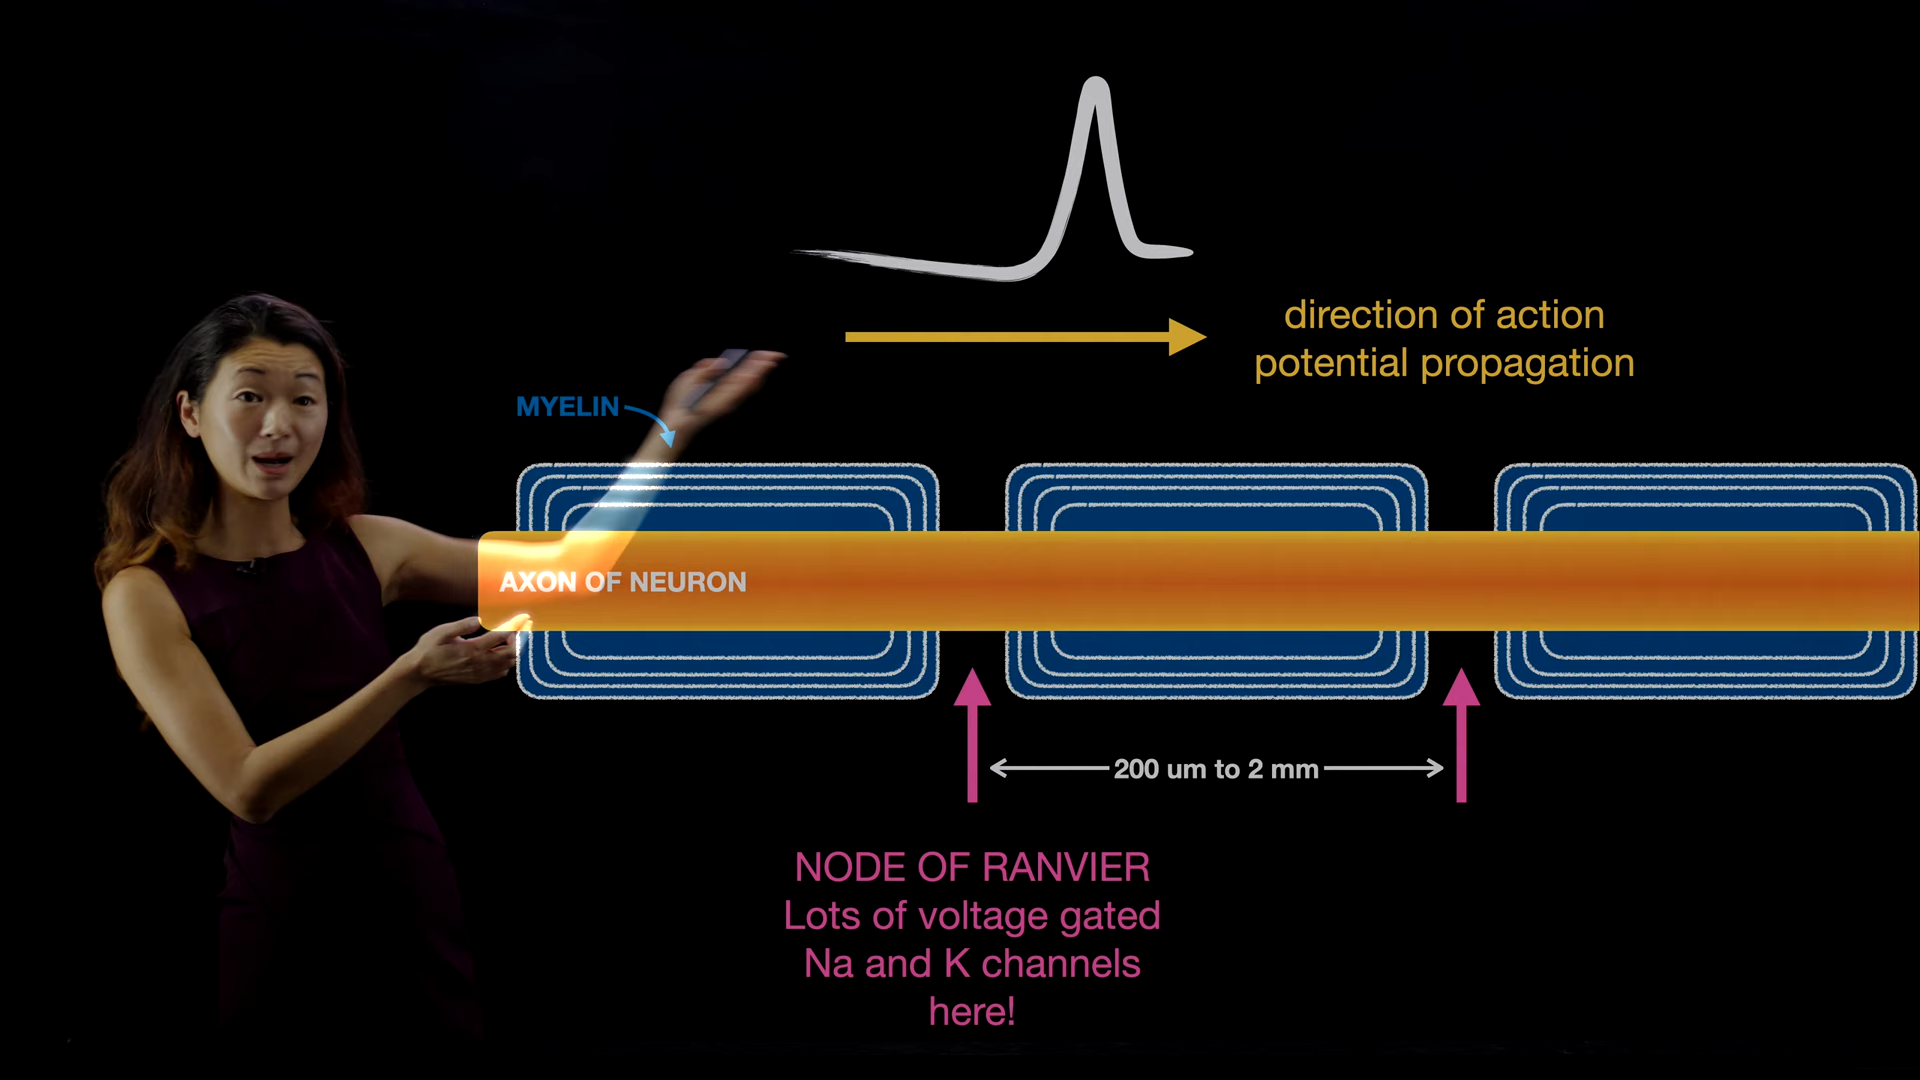 direction of action
potential propagation
MYELIN
AXON OF NEURON
200 um to 2 mm
NODE OF RANVIER
Lots of voltage gated
Na and K channels
here!